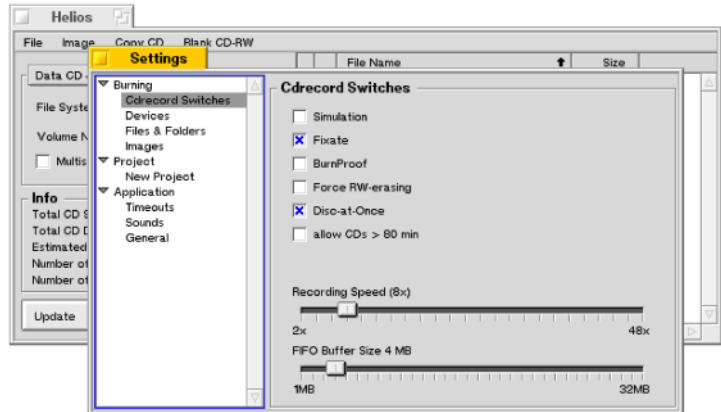 Helios
File Image Copy CD Blank CD-RW
Settings
File Name Size
Data CD
File Syste
Volume N
Multis
Info
Total CD S
Total CD D
Estimated
Number of
Number of
Update
Burning
Cdrecord Switches
Devices
Files & Folders
Images
Project
New Project
Application
Timeouts
Sounds
General
Cdrecord Switches
Simulation
Fixate
BurnProof
Force RW-erasing
Disc-at-Once
allow CDs > 80 min
Recording Speed (8x)
2x 48x
FIFO Buffer Size 4 MB
1MB 32MB